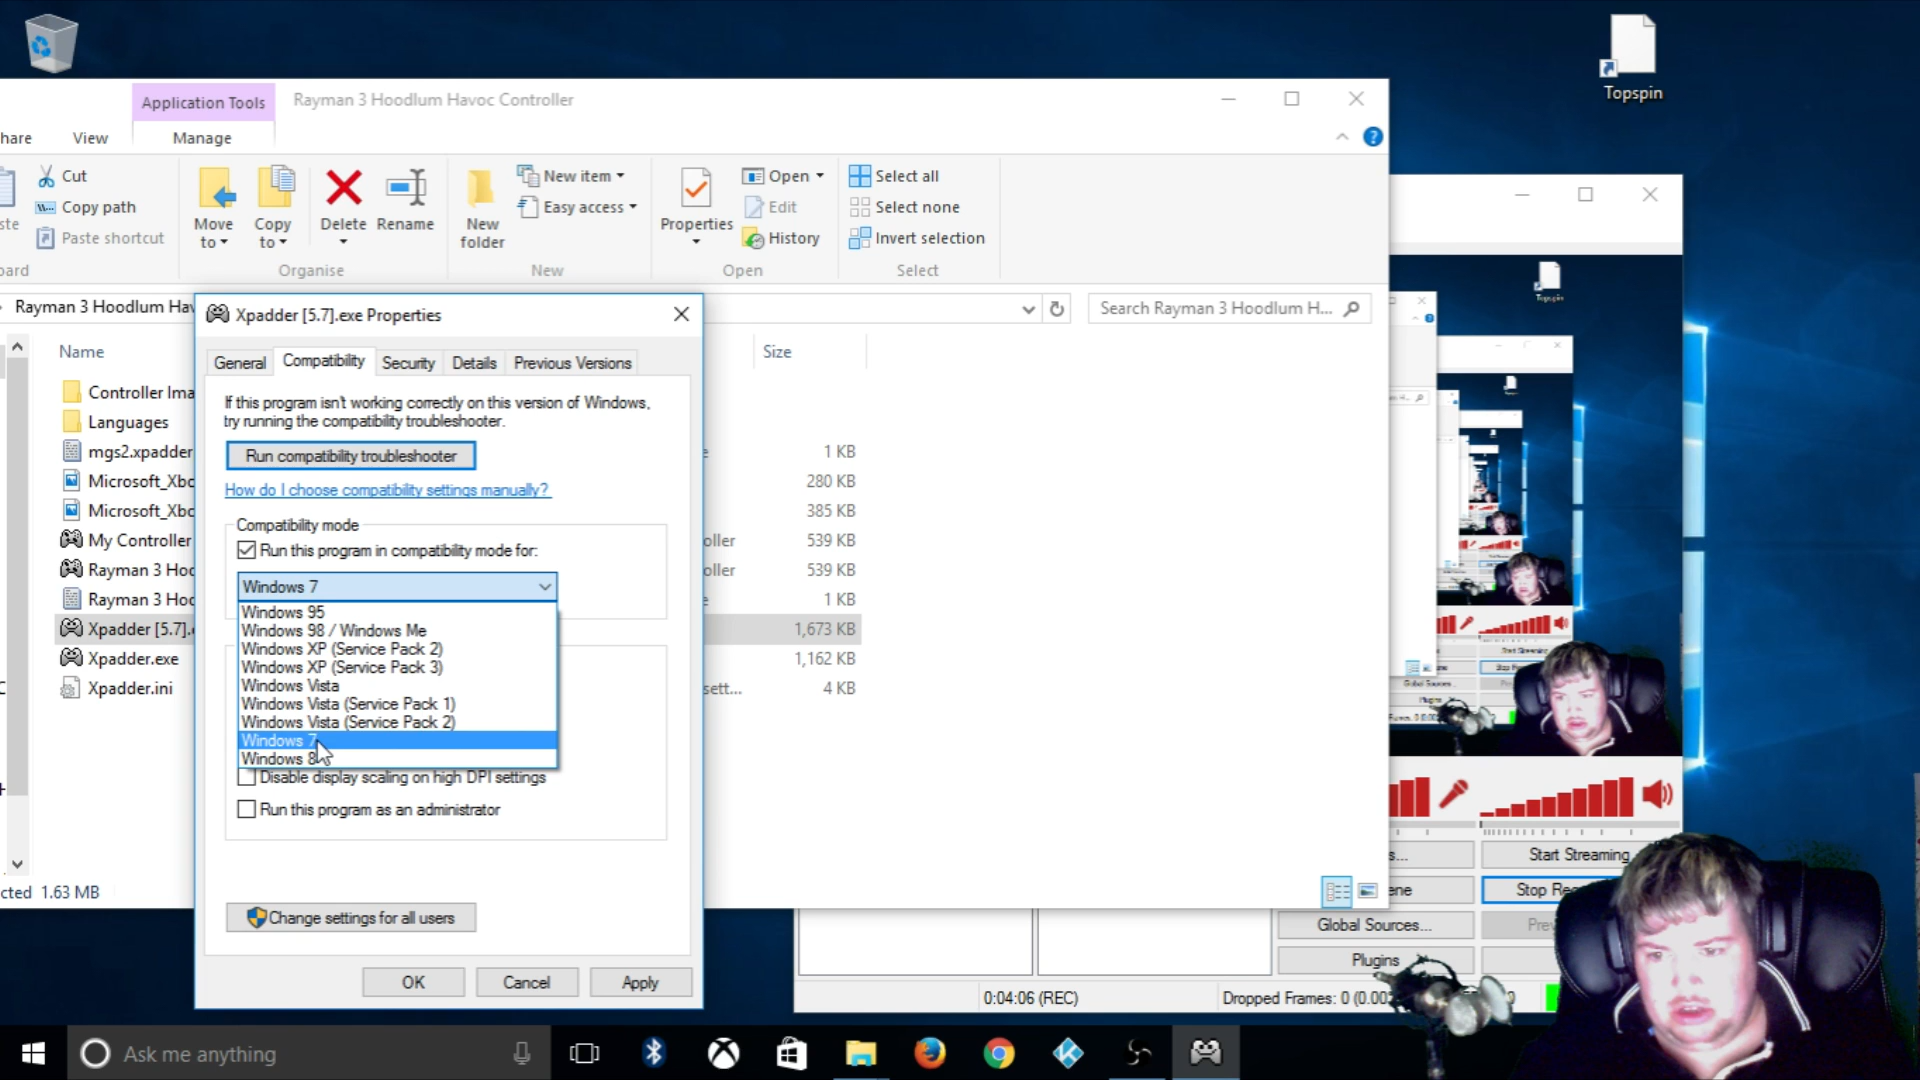 Topspin
Application Tools
Rayman 3 Hoodlum Havoc Controller
hare
View
Manage
Cut
Copy path
Paste shortcut
Move to
Copy to
Delete
Rename
New folder
New item
Easy access
Properties
Open
Edit
History
Select all
Select none
Invert selection
Organise
New
Open
Select
Rayman 3 Hoodlum Hav
Search Rayman 3 Hoodlum H...
Name
Size
Controller Ima
Languages
mgs2.xpadder
1 KB
Microsoft_Xbc
280 KB
Microsoft_Xbc
385 KB
My Controller
oller
539 KB
Rayman 3 Hoc
oller
539 KB
Rayman 3 Hoc
1 KB
Xpadder [5.7].
1,673 KB
Xpadder.exe
1,162 KB
Xpadder.ini
sett...
4 KB
cted 1.63 MB
Xpadder [5.7].exe Properties
General
Compatibility
Security
Details
Previous Versions
If this program isn't working correctly on this version of Windows,
try running the compatibility troubleshooter.
Run compatibility troubleshooter
How do I choose compatibility settings manually?
Compatibility mode
Run this program in compatibility mode for:
Windows 7
Windows 95
Windows 98 / Windows Me
Windows XP (Service Pack 2)
Windows XP (Service Pack 3)
Windows Vista
Windows Vista (Service Pack 1)
Windows Vista (Service Pack 2)
Windows 7
Windows 8
Disable display scaling on high DPI settings
Run this program as an administrator
Change settings for all users
OK
Cancel
Apply
Topspin
Start Streaming
Stop Rec
Global Sources...
Plugins
0:04:06 (REC)
Dropped Frames: 0 (0.00
Ask me anything